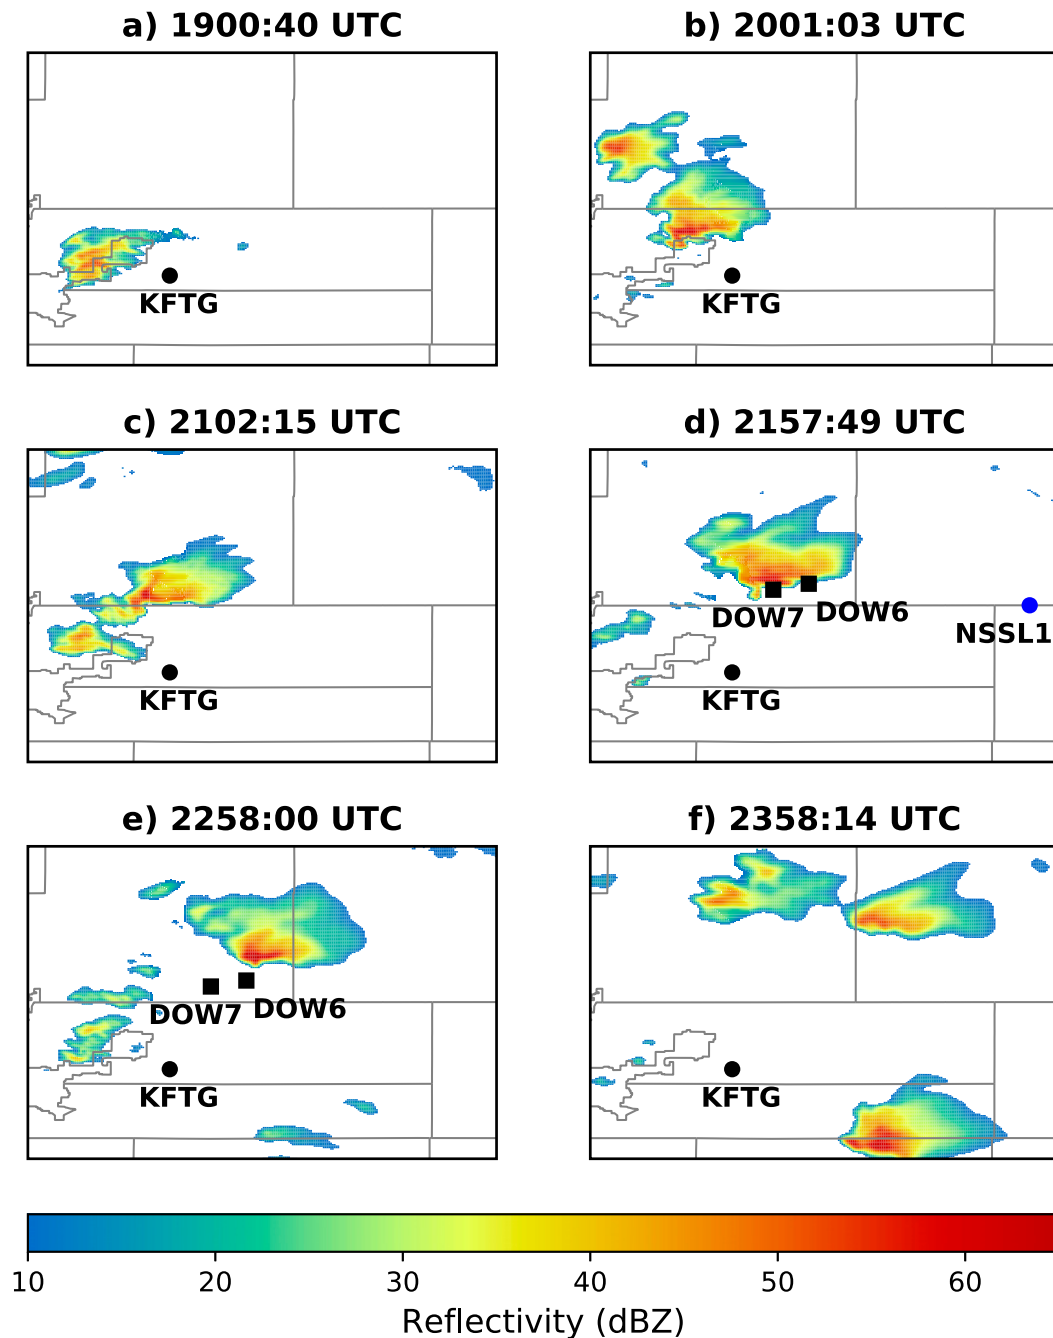 a) 1900:40 UTC
b) 2001:03 UTC
KFTG
KFTG
c) 2102:15 UTC
d) 2157:49 UTC
DOW7
DOW6
NSSL1
KFTG
KFTG
e) 2258:00 UTC
f) 2358:14 UTC
DOW7
DOW6
KFTG
KFTG
10 20 30 40 50 60
Reflectivity (dBZ)